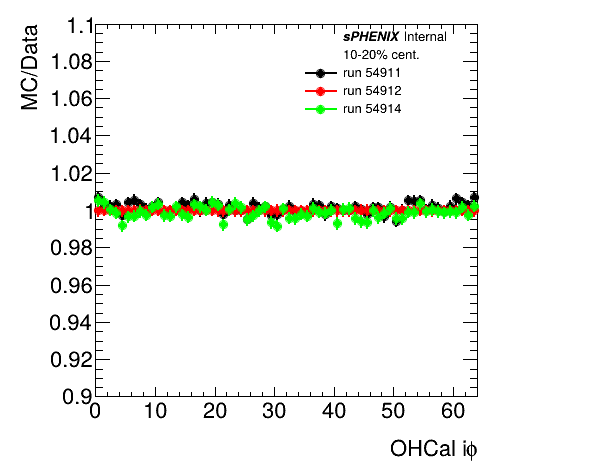 MC/Data
1.1
1.08
1.06
1.04
1.02
1
0.98
0.96
0.94
0.92
0.9
sPHENIX Internal
10-20% cent.
run 54911
run 54912
run 54914
0 10 20 30 40 50 60
OHCal iϕ